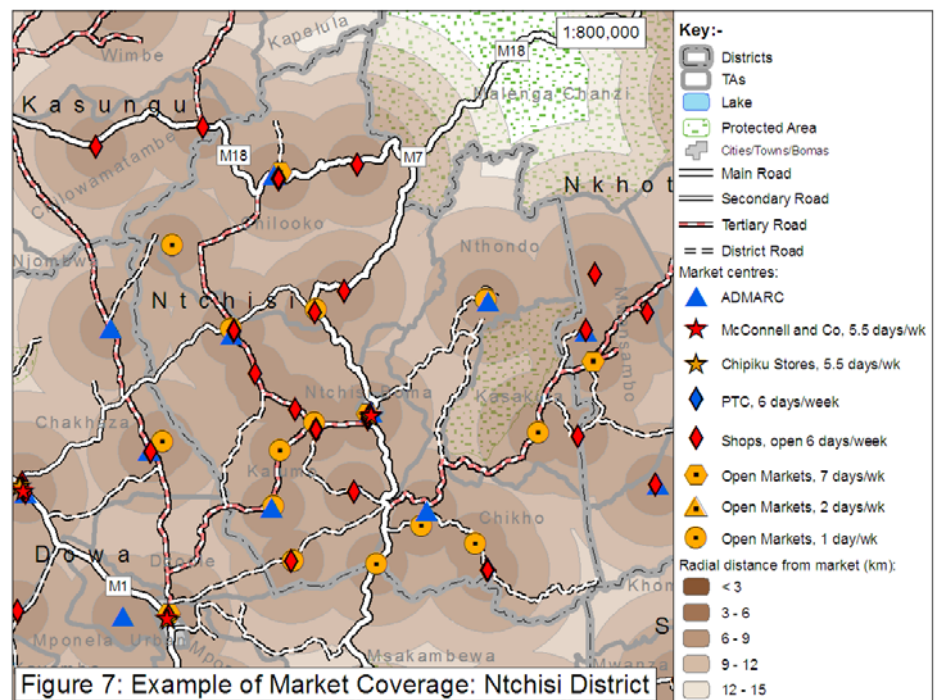 1:800,000
Kapelula
Wimbe
M18
Malenga Chanzi
Kasungu
M18
M7
Chilowamatambe
Nkhot
Chilooko
Njombwa
Nthondo
Ntchisi
Ntchisi Boma
Kasakula
Chakhaza
Kalumo
Chikho
Dowa
M1
Khon
S
Mponela Urban
Mpo
Msakambewa
Mwanza
Figure 7: Example of Market Coverage: Ntchisi District
Key:-
Districts
TAs
Lake
Protected Area
Cities/Towns/Bomas
Main Road
Secondary Road
Tertiary Road
District Road
Market centres:
ADMARC
McConnell and Co, 5.5 days/wk
Chipiku Stores, 5.5 days/wk
PTC, 6 days/week
Shops, open 6 days/week
Open Markets, 7 days/wk
Open Markets, 2 days/wk
Open Markets, 1 day/wk
Radial distance from market (km):
< 3
3 - 6
6 - 9
9 - 12
12 - 15